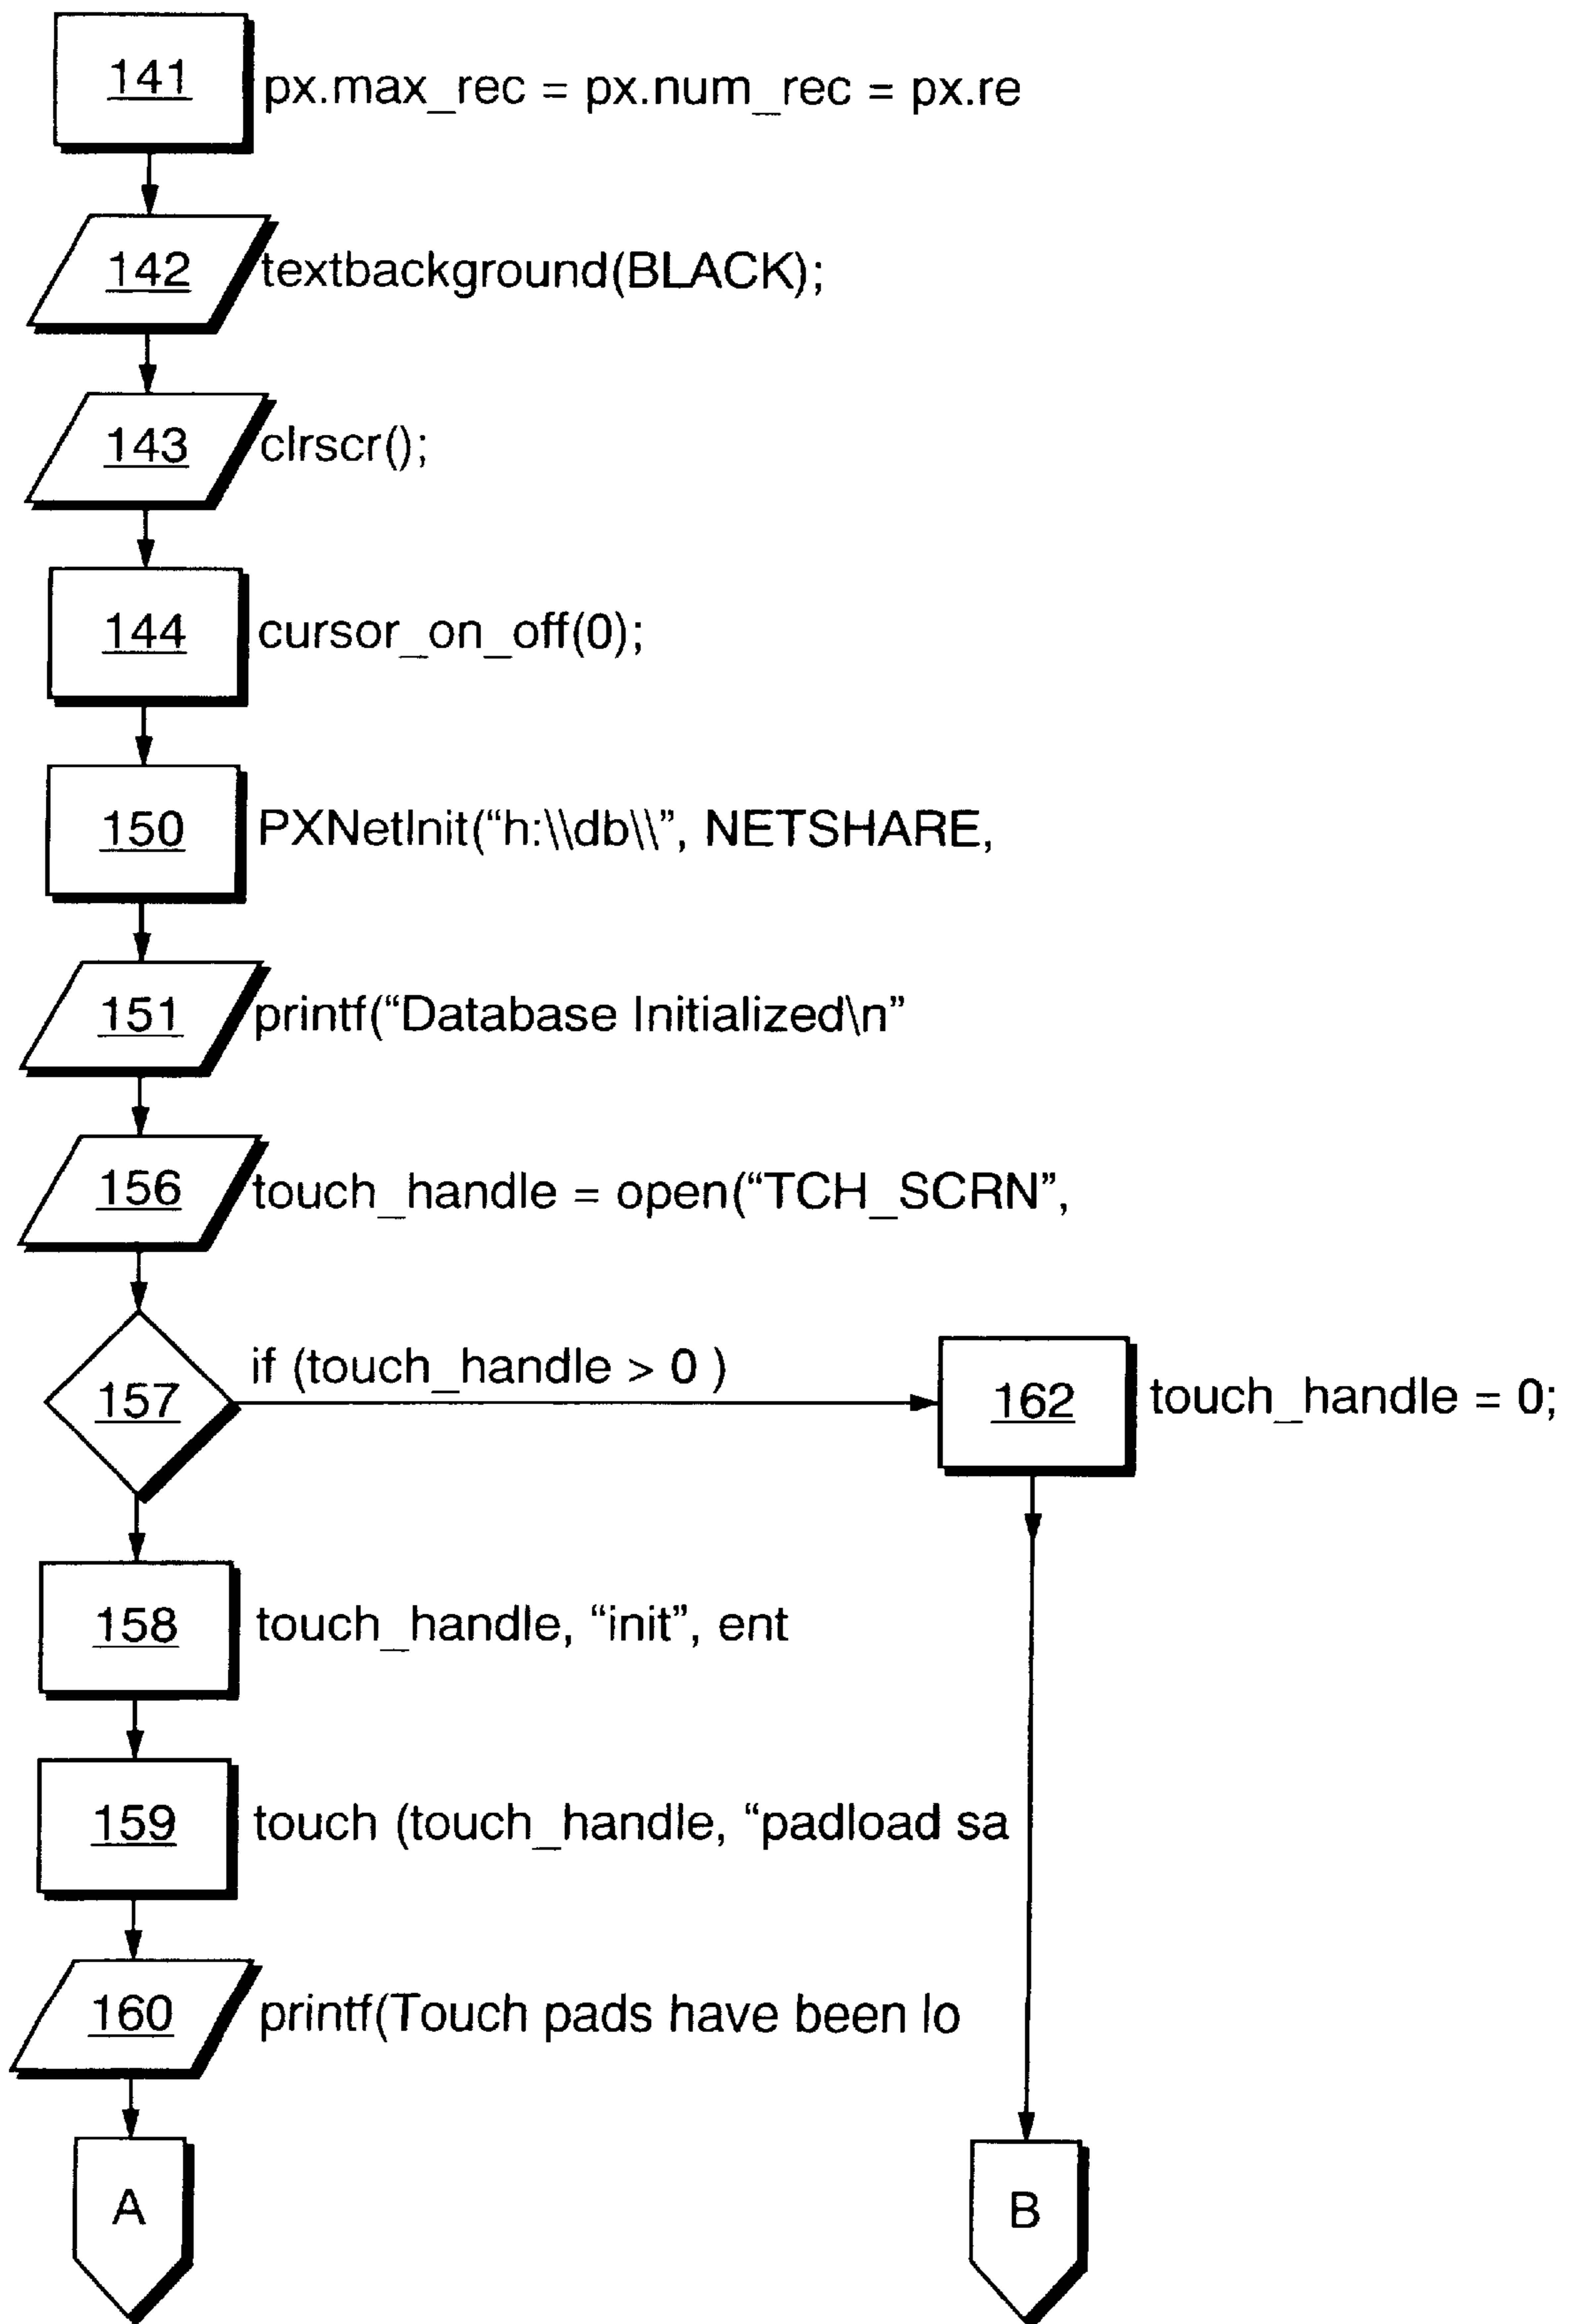 141 px.max_rec = px.num_rec = px.re
142 textbackground(BLACK);
143 clrscr();
144 cursor_on_off(0);
150 PXNetInit(“h:\\db\\”, NETSHARE,
151 printf(“Database Initialized\n”
156 touch_handle = open(“TCH_SCRN”,
157 if (touch_handle > 0 )
162 touch_handle = 0;
158 touch_handle, “init”, ent
159 touch (touch_handle, “padload sa
160 printf(Touch pads have been lo
A
B